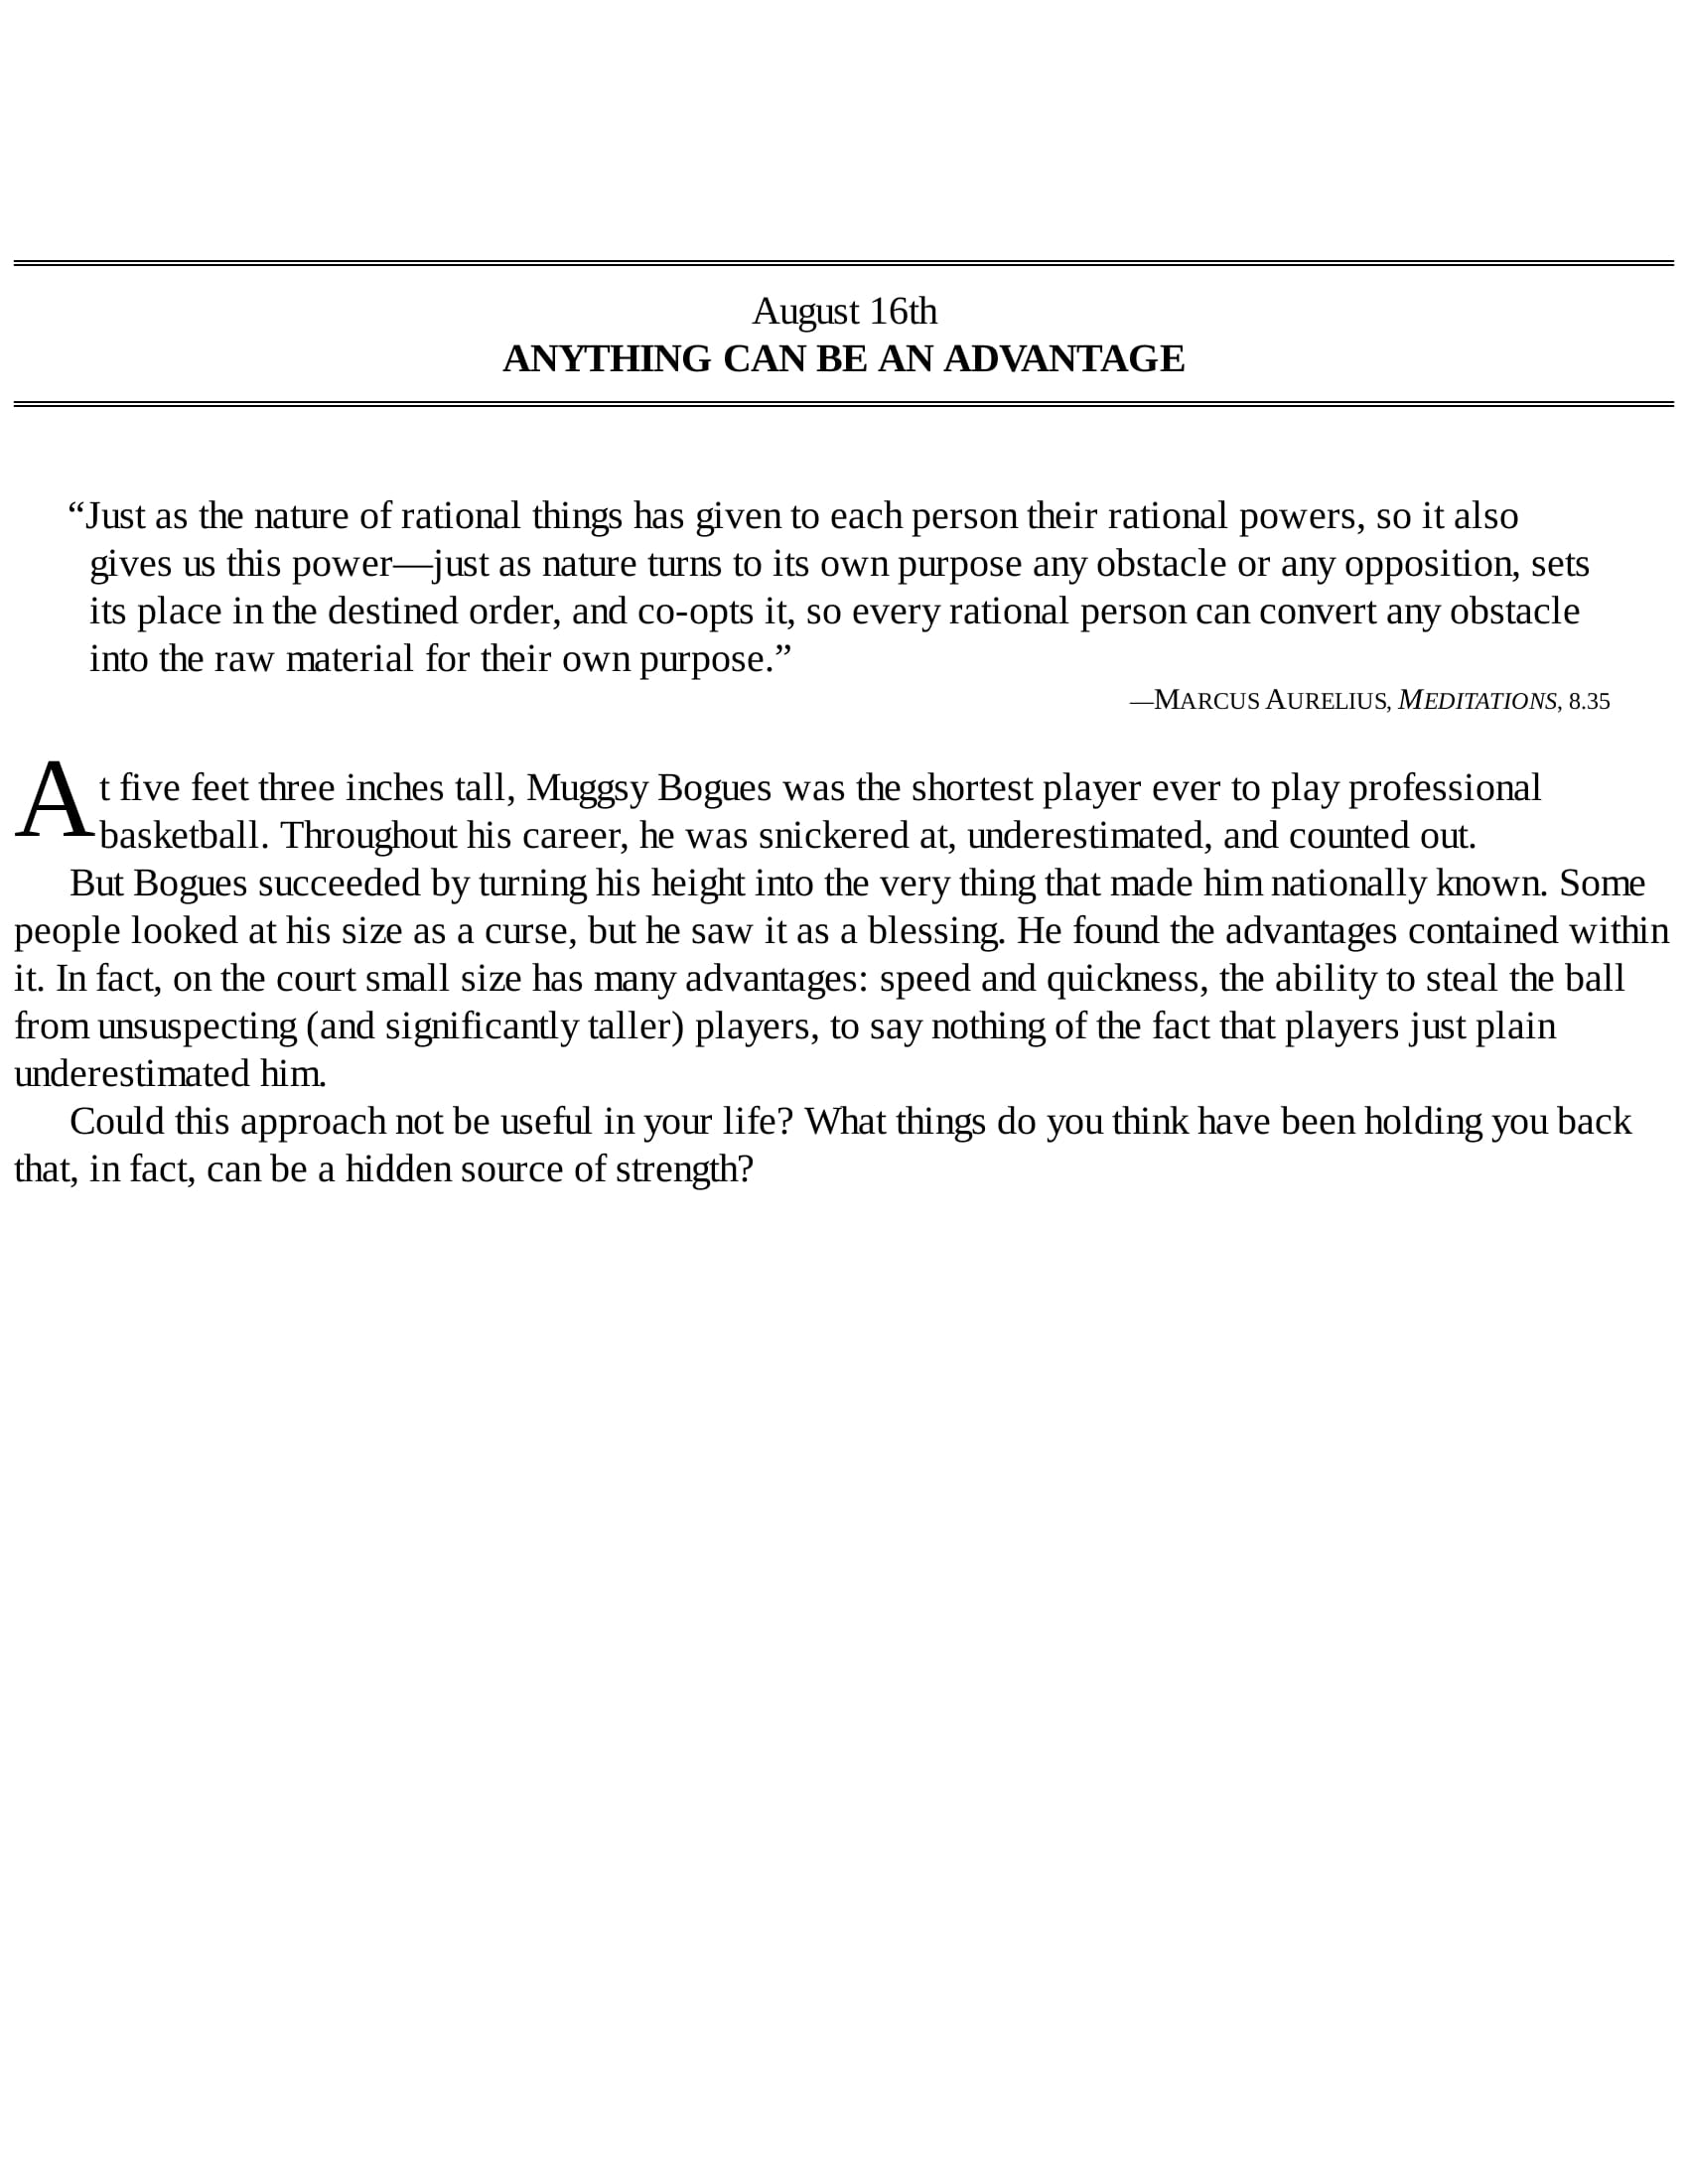 August 16th
ANYTHING CAN BE AN ADVANTAGE
“Just as the nature of rational things has given to each person their rational powers, so it also
gives us this power—just as nature turns to its own purpose any obstacle or any opposition, sets
its place in the destined order, and co-opts it, so every rational person can convert any obstacle
into the raw material for their own purpose.”
—MARCUS AURELIUS, MEDITATIONS, 8.35
At five feet three inches tall, Muggsy Bogues was the shortest player ever to play professional
basketball. Throughout his career, he was snickered at, underestimated, and counted out.
But Bogues succeeded by turning his height into the very thing that made him nationally known. Some
people looked at his size as a curse, but he saw it as a blessing. He found the advantages contained within
it. In fact, on the court small size has many advantages: speed and quickness, the ability to steal the ball
from unsuspecting (and significantly taller) players, to say nothing of the fact that players just plain
underestimated him.
Could this approach not be useful in your life? What things do you think have been holding you back
that, in fact, can be a hidden source of strength?